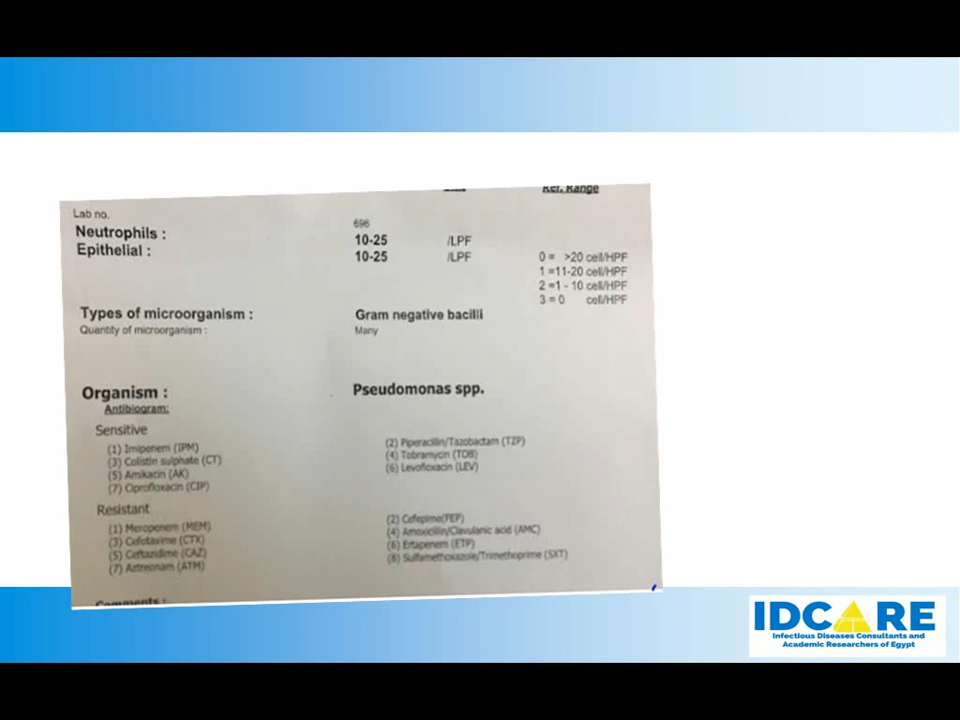 Ref. Range
Lab no. 696
Neutrophils : 10-25 /LPF
Epithelial : 10-25 /LPF 0 = >20 cell/HPF
1 =11-20 cell/HPF
2 =1 - 10 cell/HPF
3 = 0 cell/HPF
Types of microorganism : Gram negative bacilli
Quantity of microorganism : Many
Organism : Pseudomonas spp.
Antibiogram:
Sensitive
(1) Imipenem (IPM) (2) Piperacillin/Tazobactam (TZP)
(3) Colistin sulphate (CT) (4) Tobramycin (TOB)
(5) Amikacin (AK) (6) Levofloxacin (LEV)
(7) Ciprofloxacin (CIP)
Resistant
(1) Meropenem (MEM) (2) Cefepime(FEP)
(3) Cefotaxime (CTX) (4) Amoxicillin/Clavulanic acid (AMC)
(5) Ceftazidime (CAZ) (6) Ertapenem (ETP)
(7) Aztreonam (ATM) (8) Sulfamethoxazole/Trimethoprime (SXT)
Comments :
IDCARE
Infectious Diseases Consultants and
Academic Researchers of Egypt